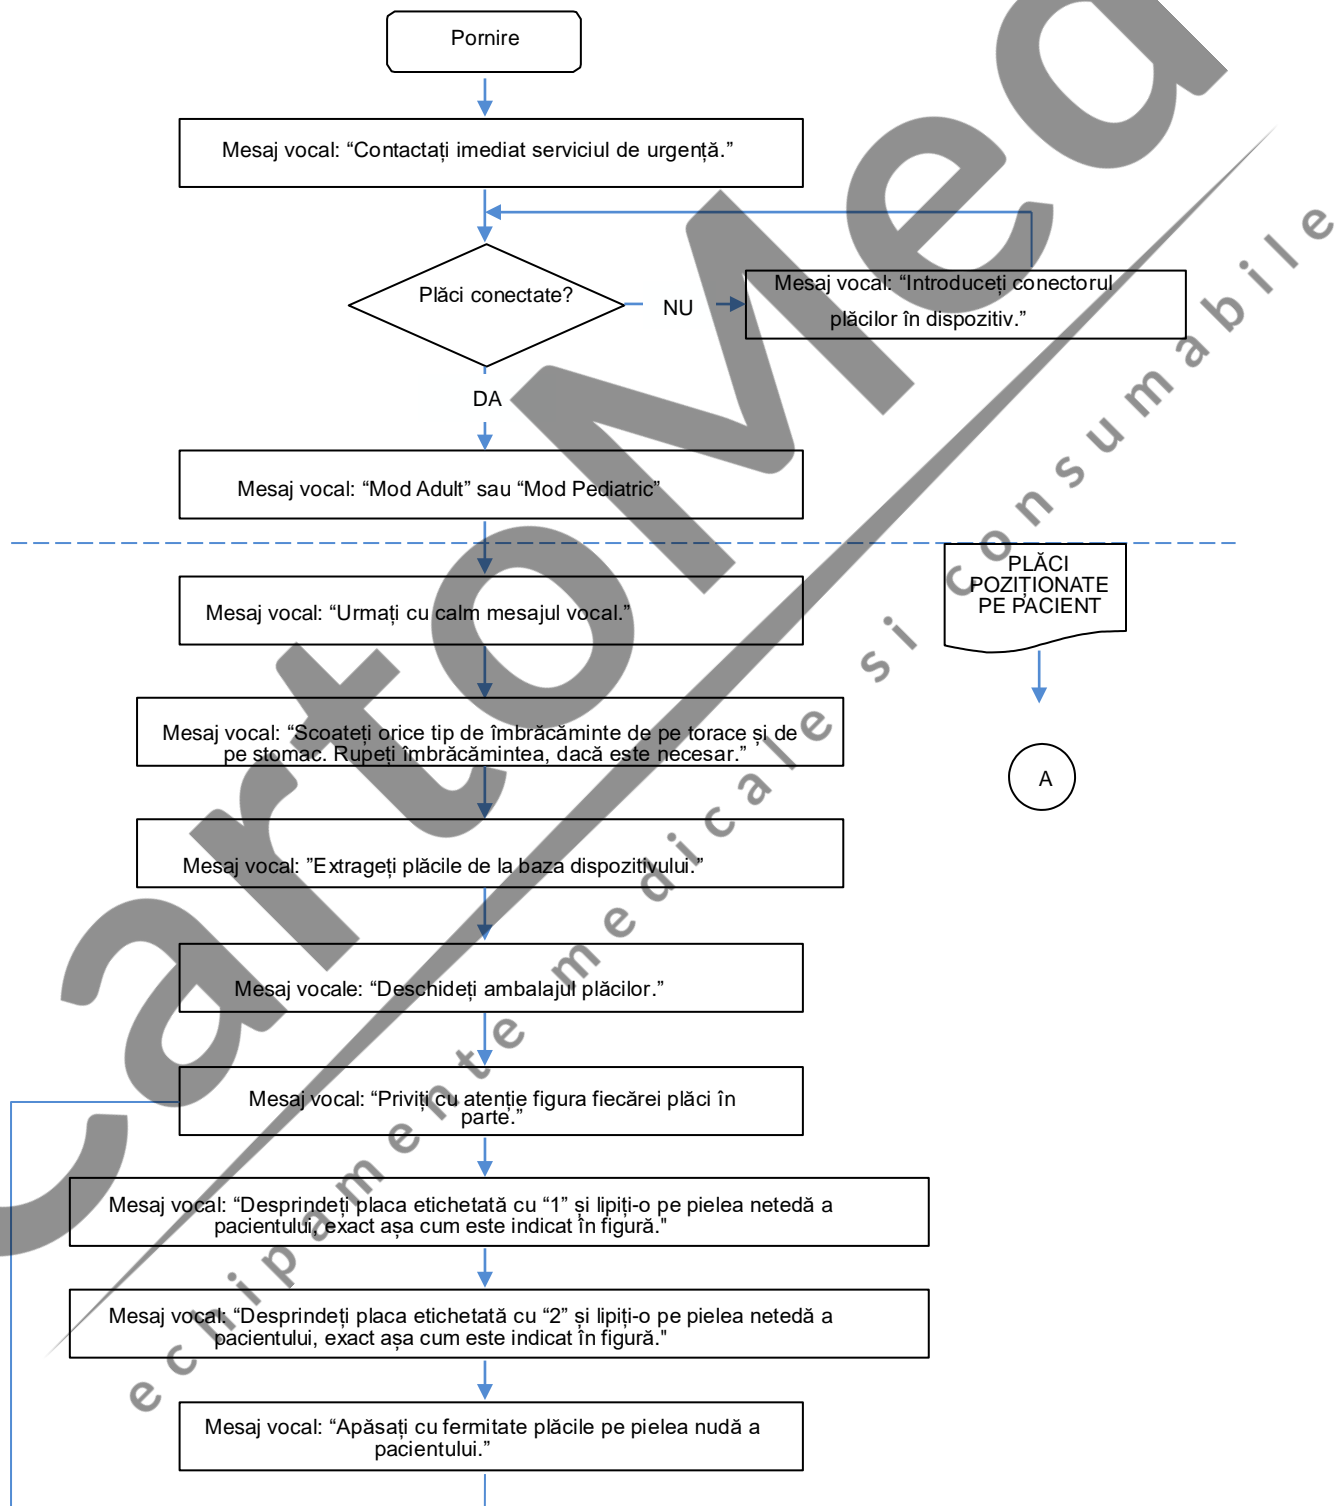 Pornire
Mesaj vocal: “Contactați imediat serviciul de urgență.”
Plăci conectate?
NU
Mesaj vocal: “Introduceți conectorul
plăcilor în dispozitiv.”
DA
Mesaj vocal: “Mod Adult” sau “Mod Pediatric”
PLĂCI
POZIȚIONATE
PE PACIENT
A
Mesaj vocal: “Urmați cu calm mesajul vocal.”
Mesaj vocal: “Scoateți orice tip de îmbrăcăminte de pe torace și de
pe stomac. Rupeți îmbrăcămintea, dacă este necesar.”
Mesaj vocal: ”Extrageți plăcile de la baza dispozitivului.”
Mesaj vocale: “Deschideți ambalajul plăcilor.”
Mesaj vocal: “Priviți cu atenție figura fiecărei plăci în
parte.”
Mesaj vocal: “Desprindeți placa etichetată cu “1” și lipiți-o pe pielea netedă a
pacientului, exact așa cum este indicat în figură."
Mesaj vocal: “Desprindeți placa etichetată cu “2” și lipiți-o pe pielea netedă a
pacientului, exact așa cum este indicat în figură."
Mesaj vocal: “Apăsați cu fermitate plăcile pe pielea nudă a
pacientului.”
CartoMed
echipamente medicale si consumabile